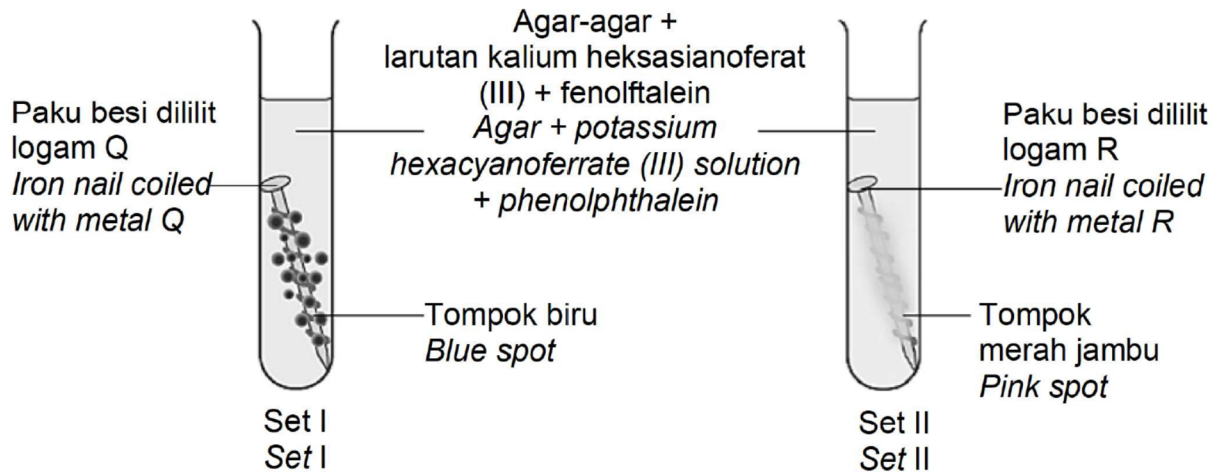 Agar-agar +
larutan kalium heksasianoferat
(III) + fenolftalein
Agar + potassium
hexacyanoferrate (III) solution
+ phenolphthalein
Paku besi dililit
logam Q
Iron nail coiled
with metal Q
Paku besi dililit
logam R
Iron nail coiled
with metal R
Tompok biru
Blue spot
Tompok
merah jambu
Pink spot
Set I
Set I
Set II
Set II